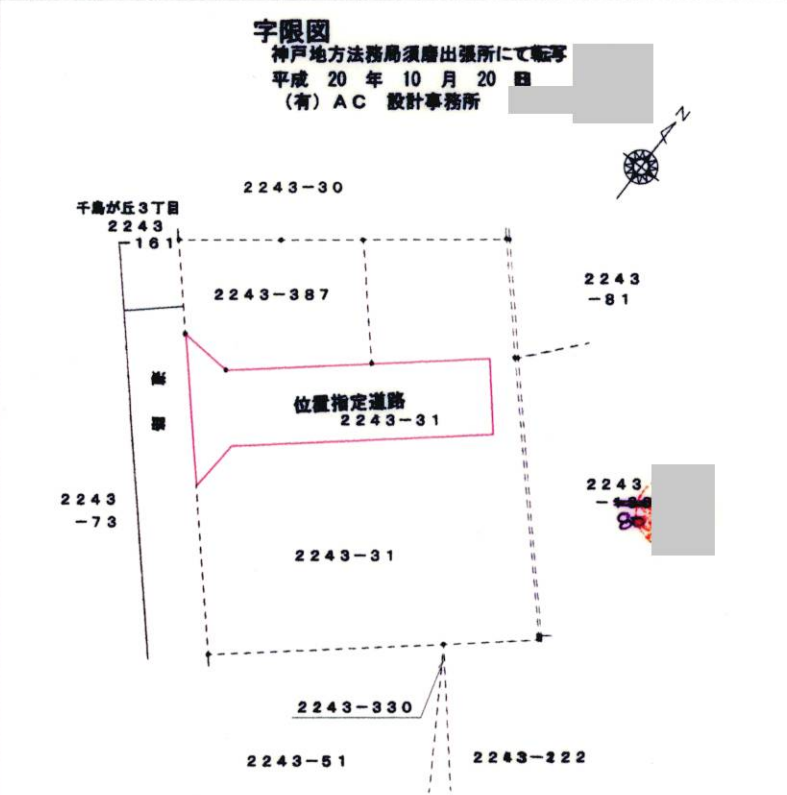 字限図
神戸地方法務局須磨出張所にて転写
平成 20 年 10 月 20 日
(有)AC 設計事務所
N
2243-30
千鳥が丘3丁目
2243
-161
2243
-81
2243-387
位置指定道路
2243-31
2243
2243
-73
80
2243-31
2243-330
2243-51
2243-222